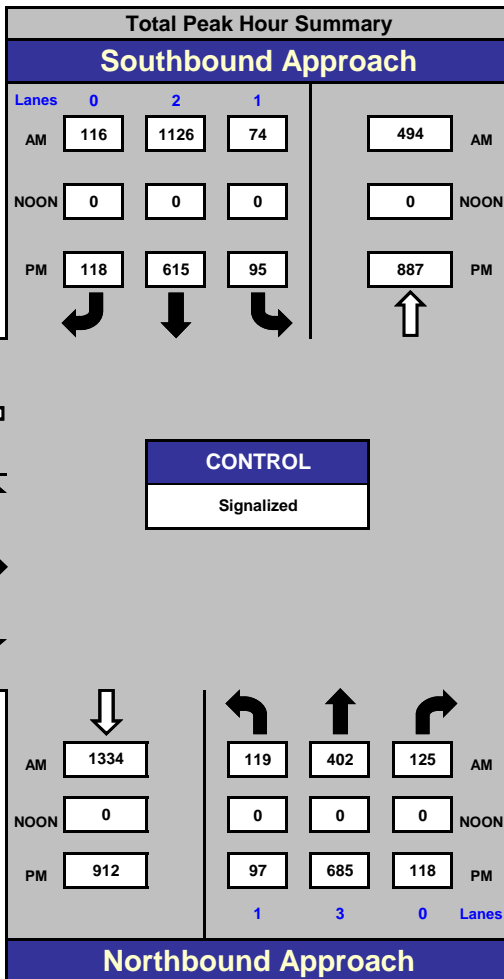 Total Peak Hour Summary
Southbound Approach
Lanes 0 2 1
AM 116 1126 74 494 AM
NOON 0 0 0 0 NOON
PM 118 615 95 887 PM
CONTROL
Signalized
AM 1334 119 402 125 AM
NOON 0 0 0 0 NOON
PM 912 97 685 118 PM
1 3 0 Lanes
Northbound Approach